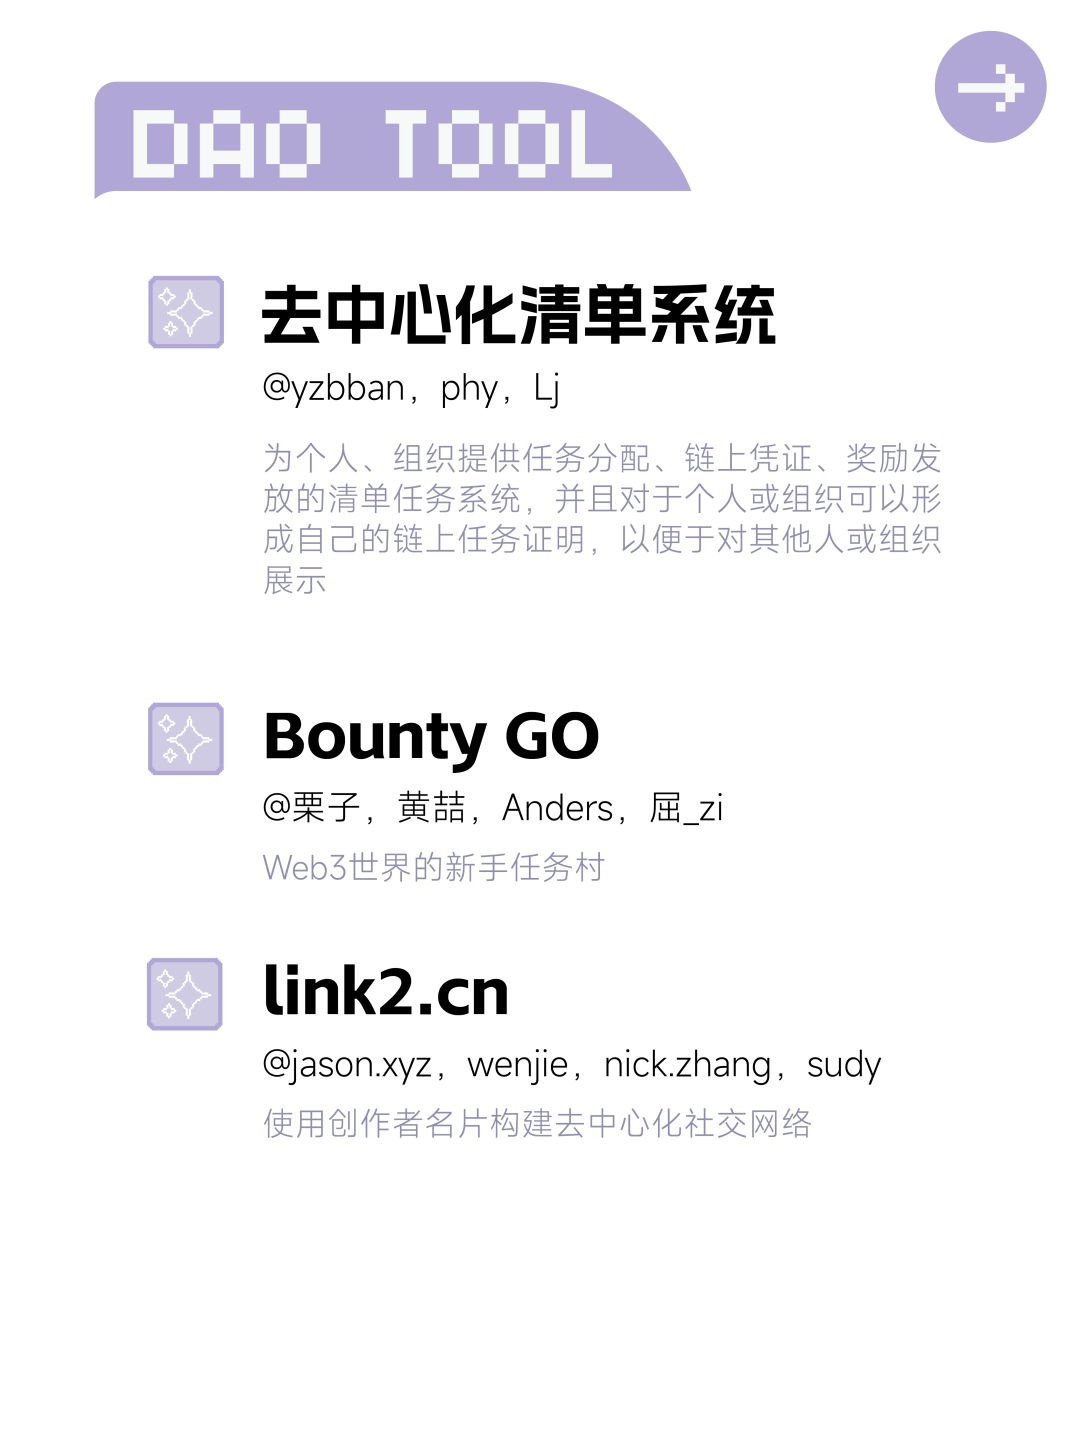 DAO TOOL
去中心化清单系统
@yzbban，phy，Lj
为个人、组织提供任务分配、链上凭证、奖励发
放的清单任务系统，并且对于个人或组织可以形
成自己的链上任务证明，以便于对其他人或组织
展示
Bounty GO
@栗子，黄喆，Anders，屈_zi
Web3世界的新手任务村
link2.cn
@jason.xyz，wenjie，nick.zhang，sudy
使用创作者名片构建去中心化社交网络